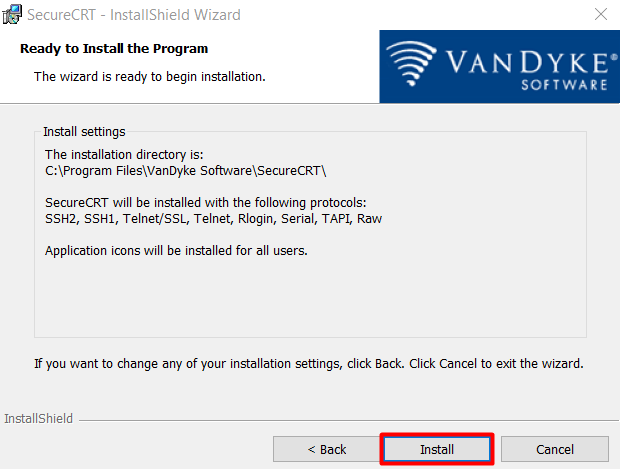 SecureCRT - InstallShield Wizard
Ready to Install the Program
The wizard is ready to begin installation.
VANDYKE®
SOFTWARE
Install settings
The installation directory is:
C:\Program Files\VanDyke Software\SecureCRT\
SecureCRT will be installed with the following protocols:
SSH2, SSH1, Telnet/SSL, Telnet, Rlogin, Serial, TAPI, Raw
Application icons will be installed for all users.
If you want to change any of your installation settings, click Back. Click Cancel to exit the wizard.
InstallShield
< Back
Install
Cancel